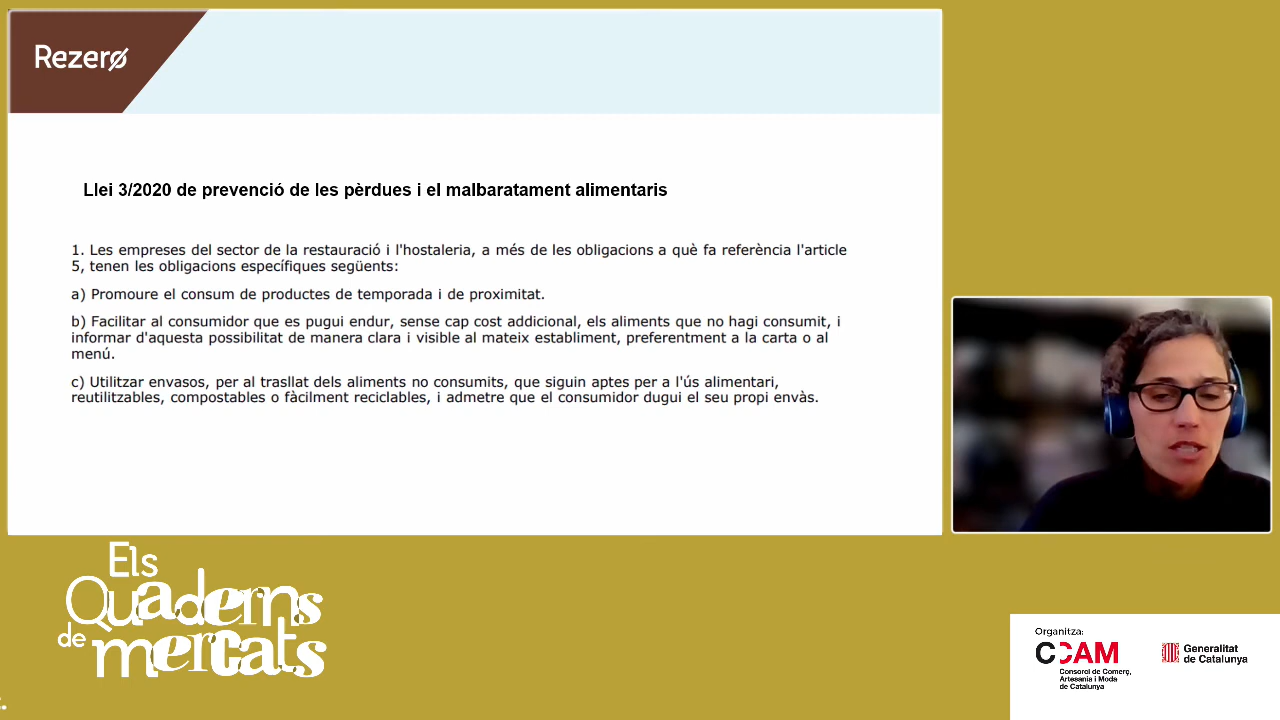 Rezero
Llei 3/2020 de prevenció de les pèrdues i el malbaratament alimentaris
1. Les empreses del sector de la restauració i l'hostaleria, a més de les obligacions a què fa referència l'article
5, tenen les obligacions específiques següents:
a) Promoure el consum de productes de temporada i de proximitat.
b) Facilitar al consumidor que es pugui endur, sense cap cost addicional, els aliments que no hagi consumit, i
informar d'aquesta possibilitat de manera clara i visible al mateix establiment, preferentment a la carta o al
menú.
c) Utilitzar envasos, per al trasllat dels aliments no consumits, que siguin aptes per a l'ús alimentari,
reutilitzables, compostables o fàcilment reciclables, i admetre que el consumidor dugui el seu propi envàs.
Els
Quaderns
de mercats
Organitza:
CCAM
Consorci de Comerç,
Artesania i Moda
de Catalunya
Generalitat
de Catalunya